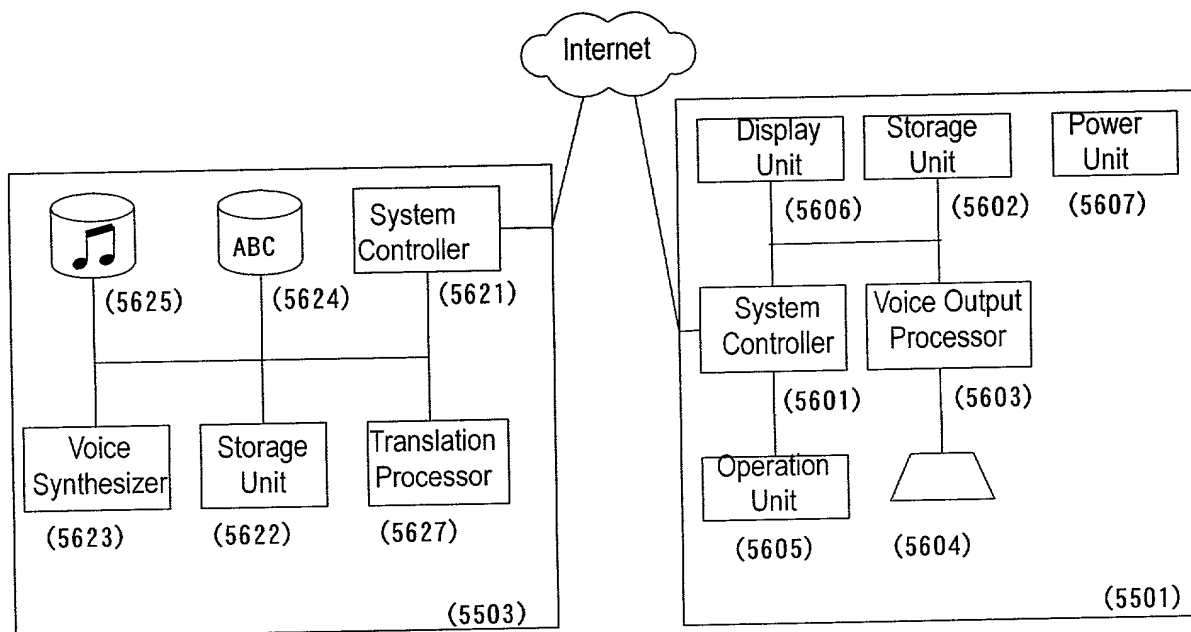 Internet
ABC
(5625)
(5624)
System
Controller
(5621)
Voice
Synthesizer
(5623)
Storage
Unit
(5622)
Translation
Processor
(5627)
(5503)
Display
Unit
(5606)
Storage
Unit
(5602)
Power
Unit
(5607)
System
Controller
(5601)
Voice Output
Processor
(5603)
Operation
Unit
(5605)
(5604)
(5501)